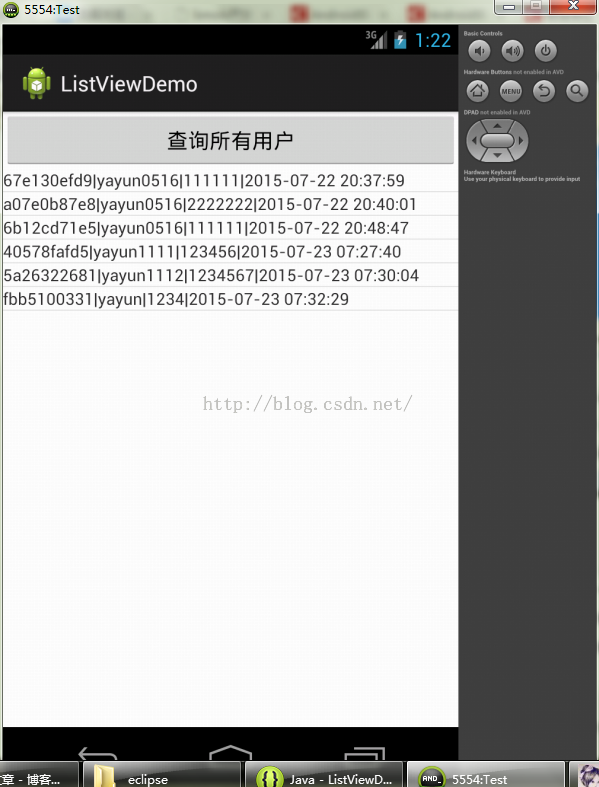 5554:Test
3G 1:22
ListViewDemo
查询所有用户
67e130efd9|yayun0516|111111|2015-07-22 20:37:59
a07e0b87e8|yayun0516|2222222|2015-07-22 20:40:01
6b12cd71e5|yayun0516|111111|2015-07-22 20:48:47
40578fafd5|yayun1111|123456|2015-07-23 07:27:40
5a26322681|yayun1112|1234567|2015-07-23 07:30:04
fbb5100331|yayun|1234|2015-07-23 07:32:29
http://blog.csdn.net/
Basic Controls
Hardware Buttons not enabled in AVD
MENU
DPAD not enabled in AVD
Hardware Keyboard
Use your physical keyboard to provide input
章 - 博客...
eclipse
Java - ListViewD...
5554:Test